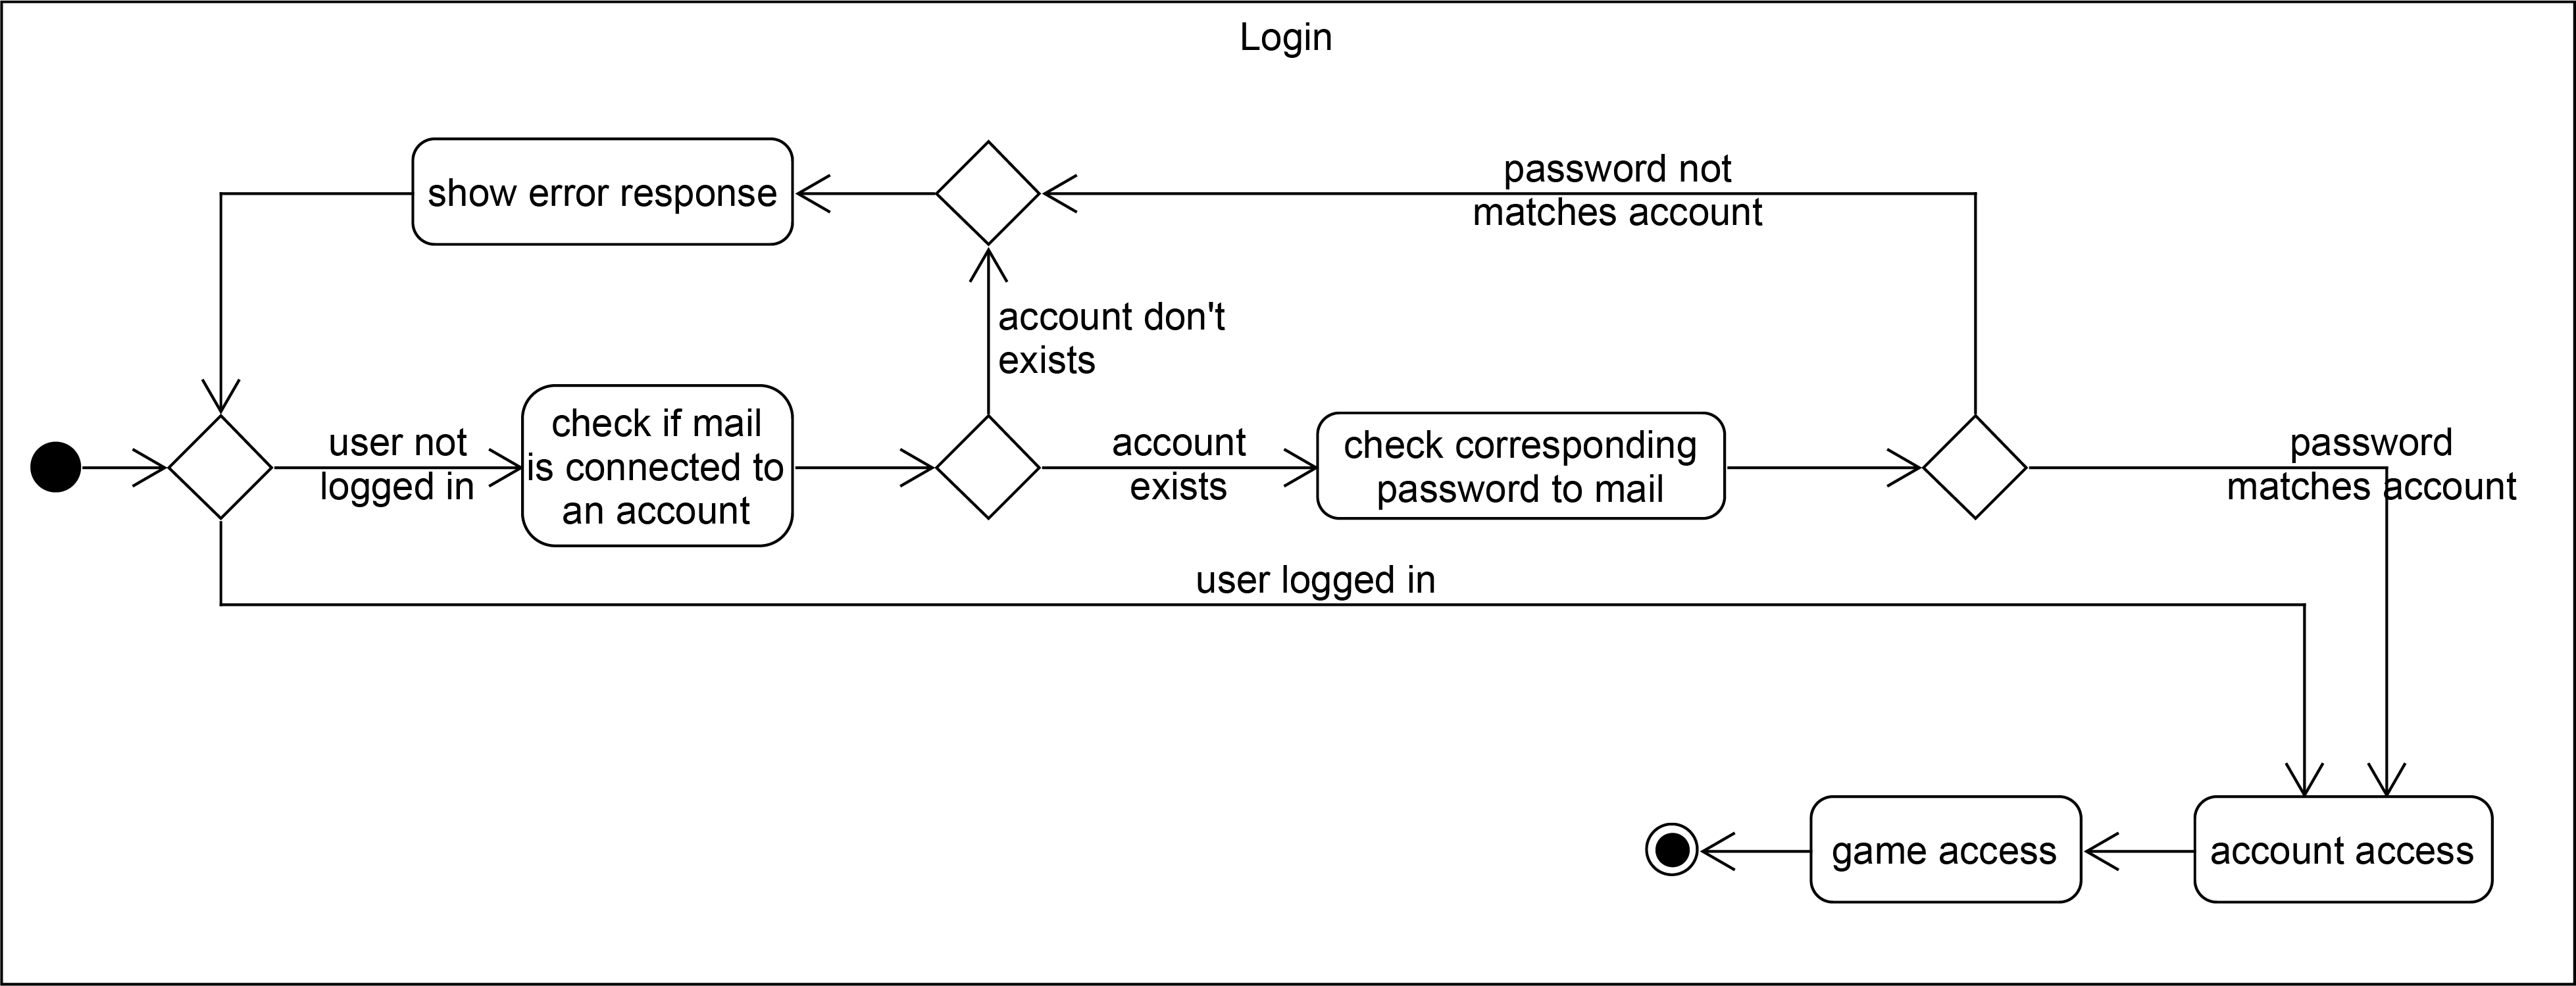 Login
show error response
password not
matches account
account don't
exists
user not
logged in
check if mail
is connected to
an account
account
exists
check corresponding
password to mail
password
matches account
user logged in
game access
account access